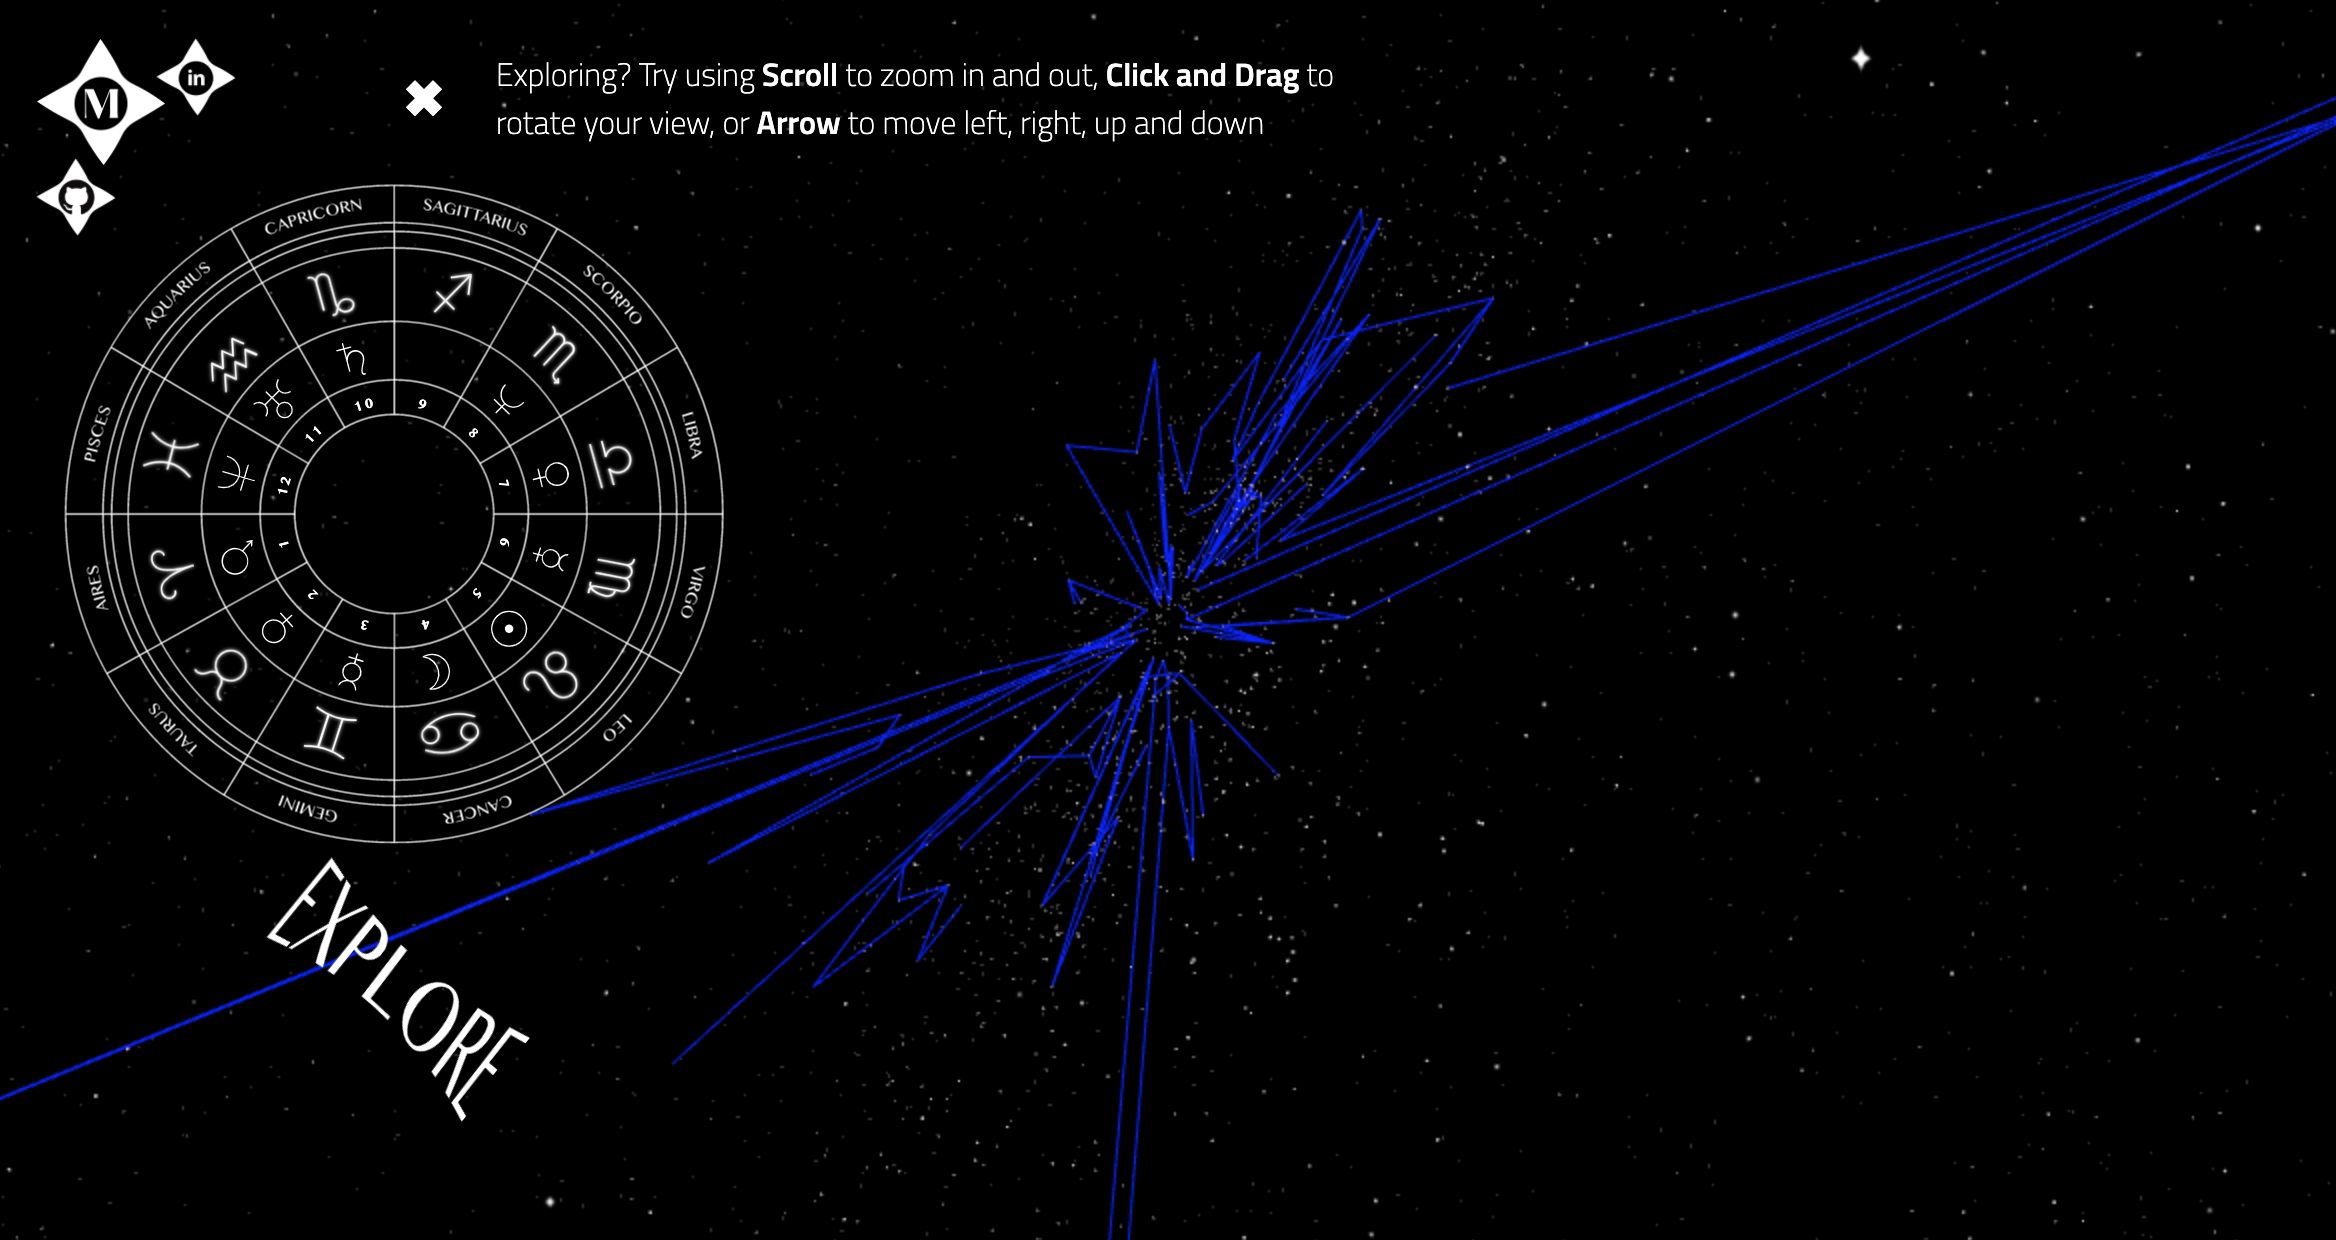 M
in
Exploring? Try using Scroll to zoom in and out, Click and Drag to
rotate your view, or Arrow to move left, right, up and down
CAPRICORN
SAGITTARIUS
SCORPIO
LIBRA
VIRGO
LEO
CANCER
GEMINI
TAURUS
AIRES
PISCES
AQUARIUS
10
9
8
7
6
5
4
3
2
1
12
11
EXPLORE